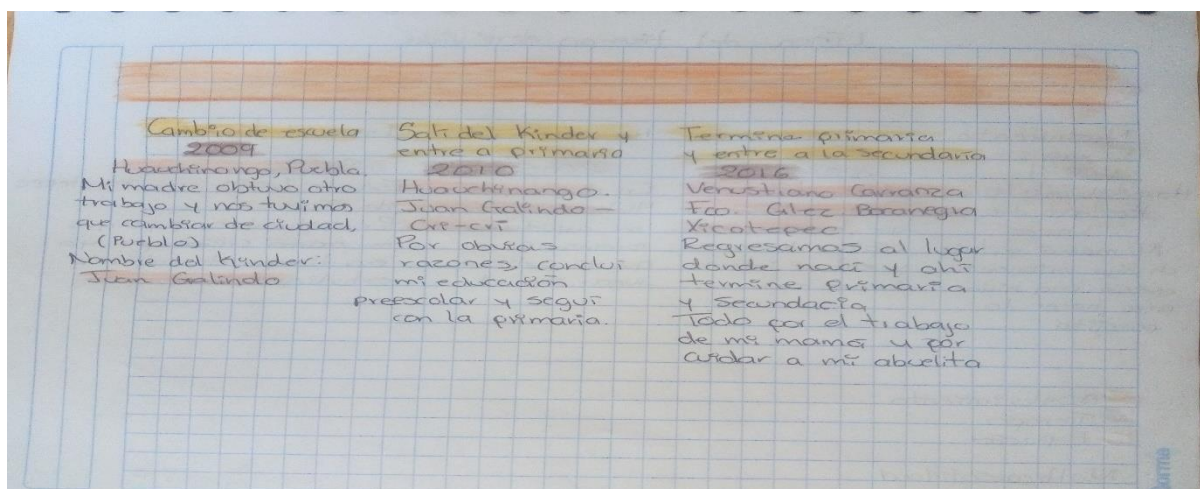 Cambio de escuela
2009
Huauchinango, Puebla.
Mi madre obtuvo otro
trabajo y nos tuvimos
que cambiar de ciudad,
(Pueblo)
Nombre del kinder:
Juan Galindo
Salí del Kinder y
entre a primaria
2010
Huauchinango.
Juan Galindo -
Cri-cri
Por obvias
razones, concluí
mi educación
preescolar y seguí
con la primaria.
Termine primaria
y entre a la secundaria
2016
Venustiano Carranza
Fco. Glez Bocanegra
Xicotepec
Regresamos al lugar
donde nací y ahí
termine primaria
y secundaria
Todo por el trabajo
de mi mamá y por
cuidar a mi abuelita